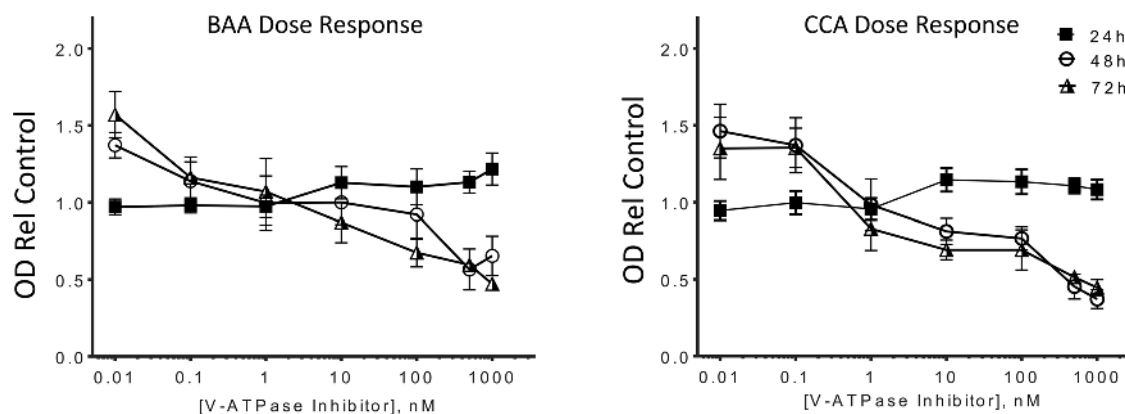 BAA Dose Response
2.0
1.5
1.0
0.5
0.0
OD Rel Control
0.01 0.1 1 10 100 1000
[V-ATPase Inhibitor], nM
CCA Dose Response
24h
48h
72h
2.0
1.5
1.0
0.5
0.0
OD Rel Control
0.01 0.1 1 10 100 1000
[V-ATPase Inhibitor], nM